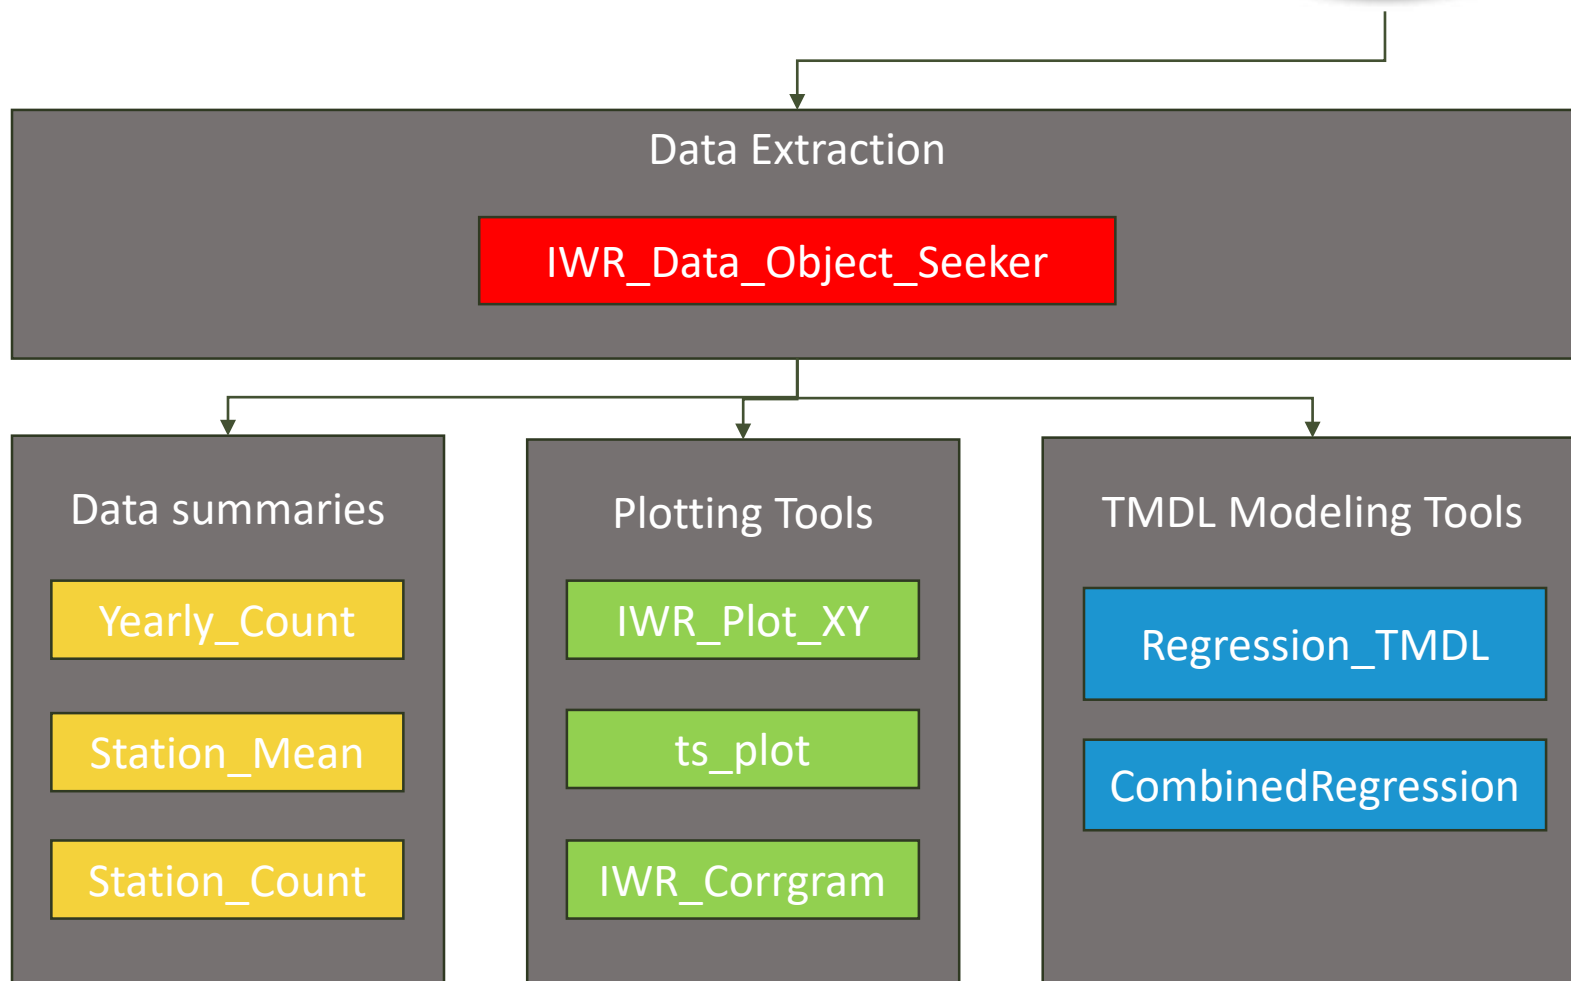 Data Extraction
IWR_Data_Object_Seeker
Data summaries
Yearly_Count
Station_Mean
Station_Count
Plotting Tools
IWR_Plot_XY
ts_plot
IWR_Corrgram
TMDL Modeling Tools
Regression_TMDL
CombinedRegression